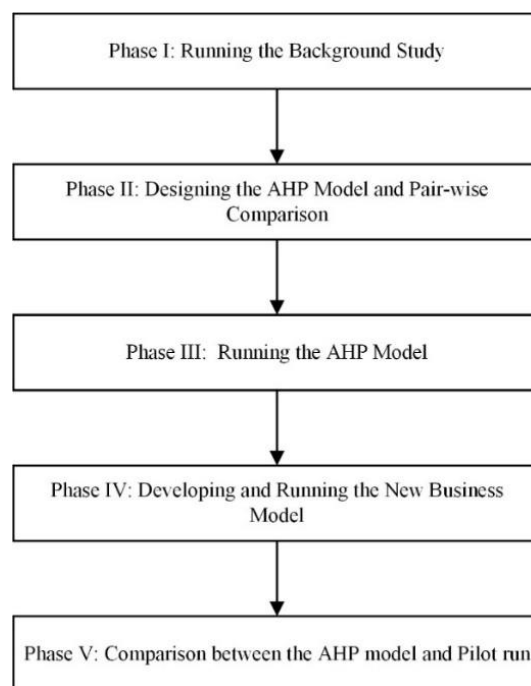 Phase I: Running the Background Study
Phase II: Designing the AHP Model and Pair-wise
Comparison
Phase III: Running the AHP Model
Phase IV: Developing and Running the New Business
Model
Phase V: Comparison between the AHP model and Pilot run